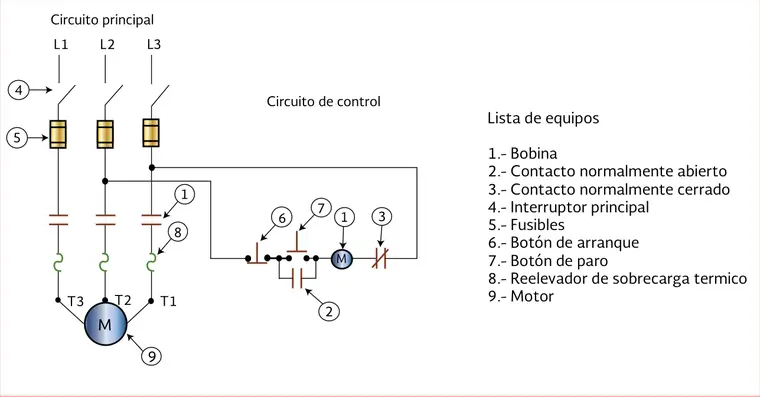 Circuito principal
L1 L2 L3
4
Circuito de control
5
Lista de equipos
1.- Bobina
2.- Contacto normalmente abierto
3.- Contacto normalmente cerrado
4.- Interruptor principal
5.- Fusibles
6.- Botón de arranque
7.- Botón de paro
8.- Reelevador de sobrecarga termico
9.- Motor
1
8
6
7
1
3
M
2
T3 T2 T1
M
9